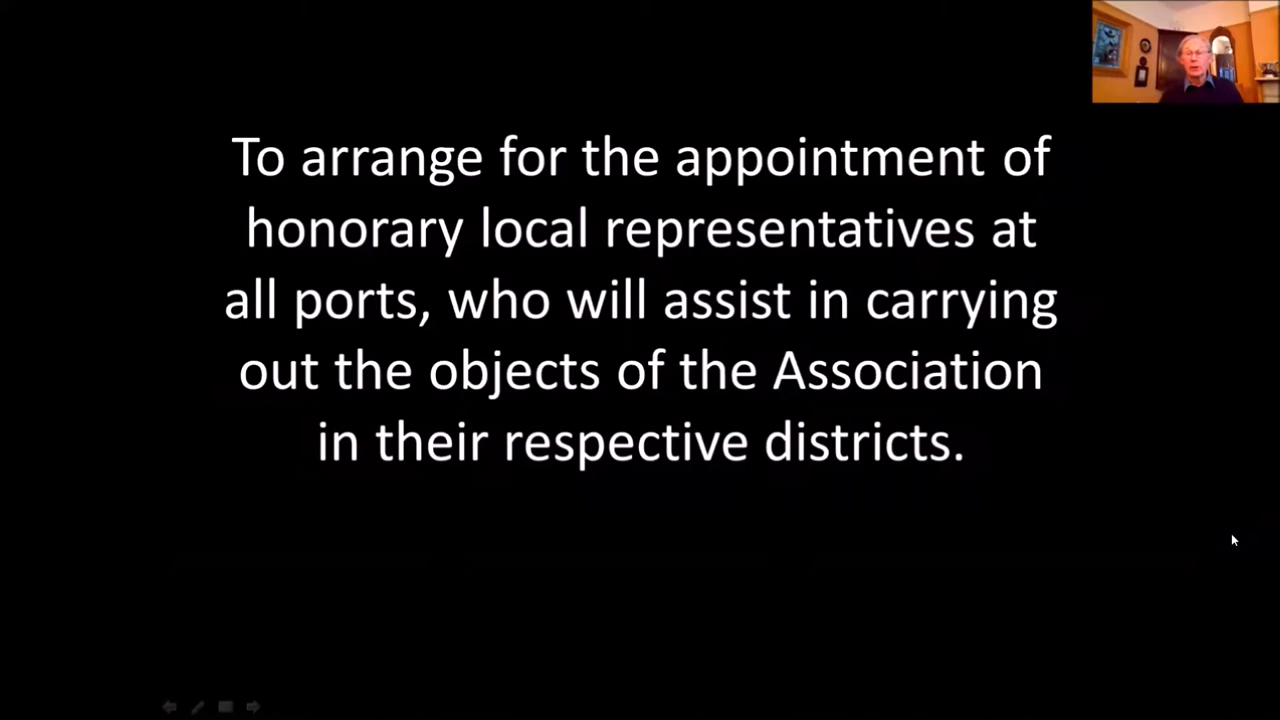 To arrange for the appointment of
honorary local representatives at
all ports, who will assist in carrying
out the objects of the Association
in their respective districts.